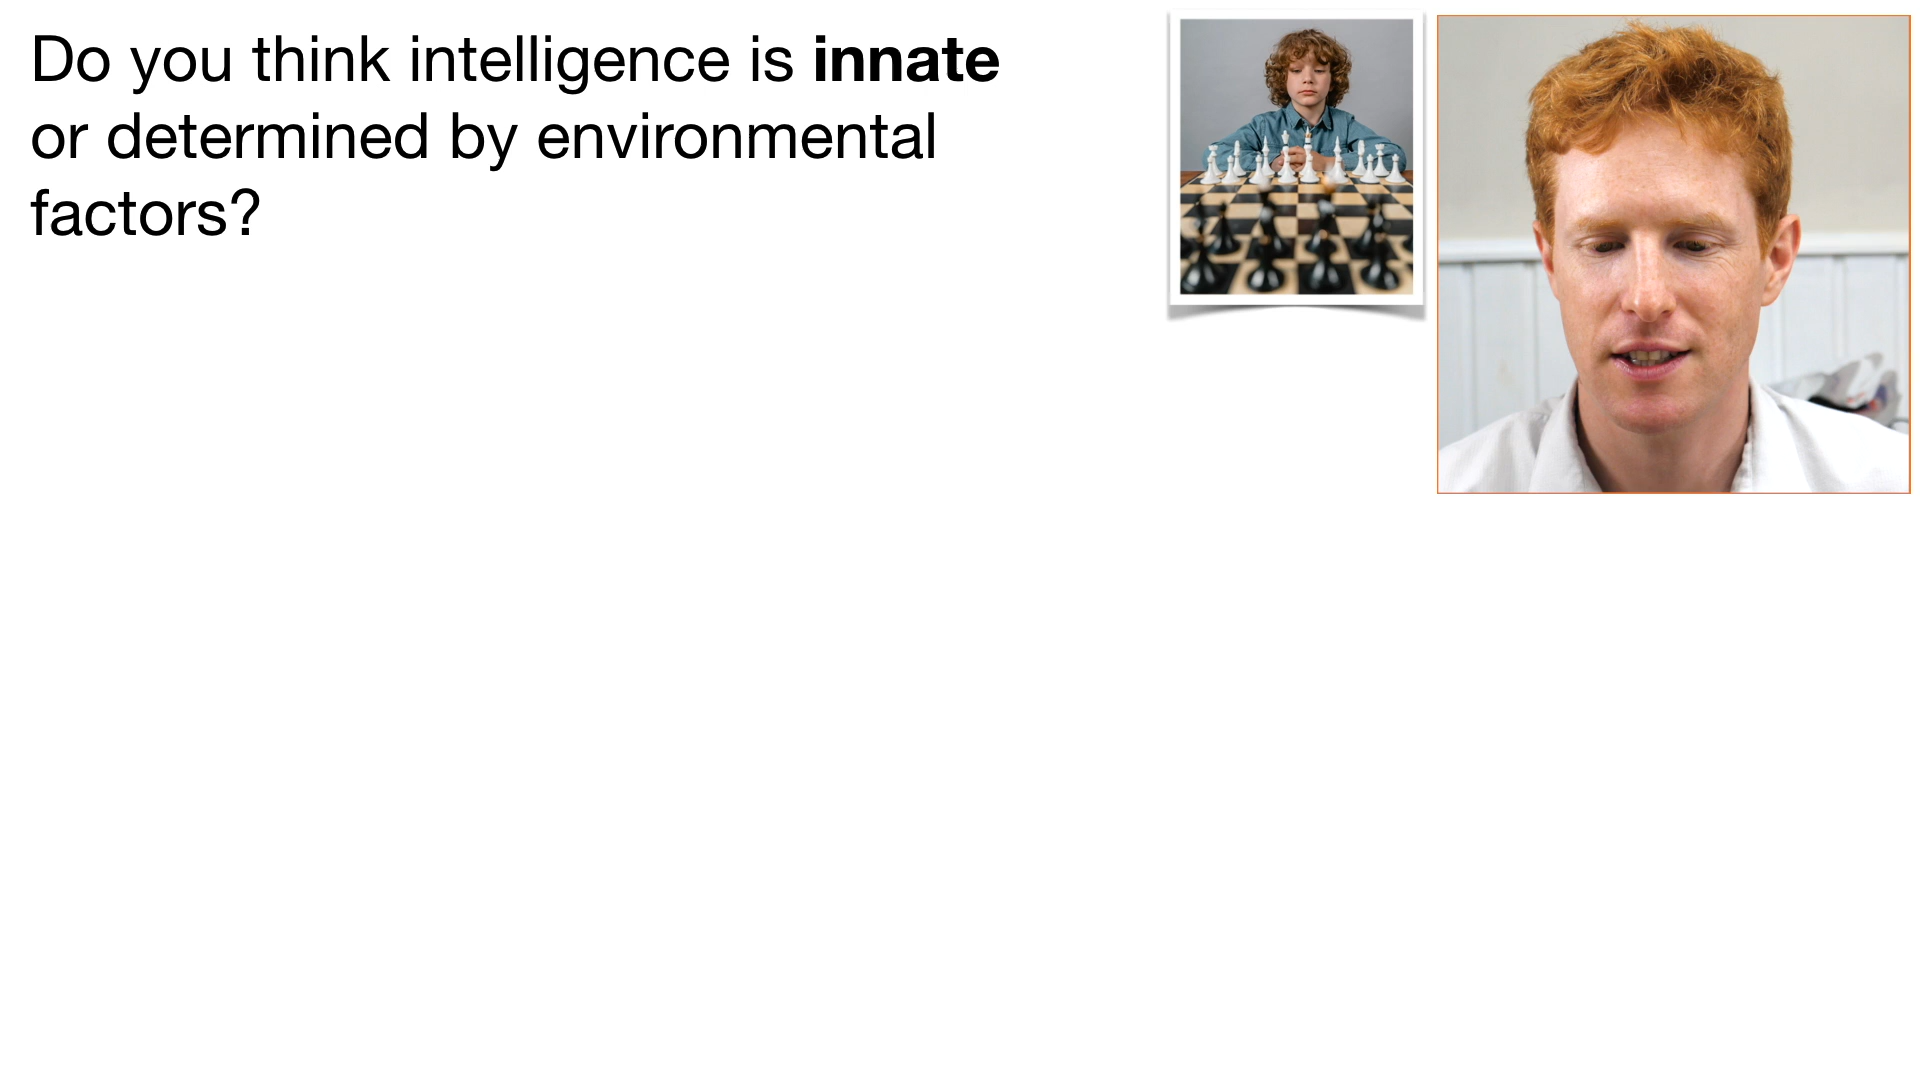 Do you think intelligence is innate
or determined by environmental
factors?